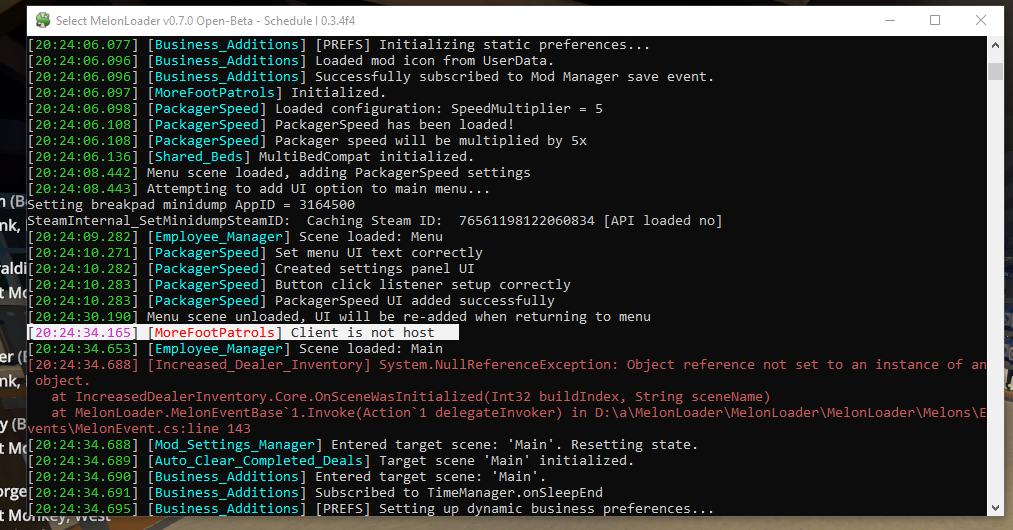 Select MelonLoader v0.7.0 Open-Beta - Schedule I 0.3.4f4
[20:24:06.077] [Business_Additions] [PREFS] Initializing static preferences...
[20:24:06.096] [Business_Additions] Loaded mod icon from UserData.
[20:24:06.096] [Business_Additions] Successfully subscribed to Mod Manager save event.
[20:24:06.097] [MoreFootPatrols] Initialized.
[20:24:06.098] [PackagerSpeed] Loaded configuration: SpeedMultiplier = 5
[20:24:06.108] [PackagerSpeed] PackagerSpeed has been loaded!
[20:24:06.108] [PackagerSpeed] Packager speed will be multiplied by 5x
[20:24:06.136] [Shared_Beds] MultiBedCompat initialized.
[20:24:08.442] Menu scene loaded, adding PackagerSpeed settings
[20:24:08.443] Attempting to add UI option to main menu...
Setting breakpad minidump AppID = 3164500
SteamInternal_SetMinidumpSteamID:  Caching Steam ID:  76561198122060834 [API loaded no]
[20:24:09.282] [Employee_Manager] Scene loaded: Menu
[20:24:10.271] [PackagerSpeed] Set menu UI text correctly
[20:24:10.282] [PackagerSpeed] Created settings panel UI
[20:24:10.283] [PackagerSpeed] Button click listener setup correctly
[20:24:10.283] [PackagerSpeed] PackagerSpeed UI added successfully
[20:24:30.190] Menu scene unloaded, UI will be re-added when returning to menu
[20:24:34.165] [MoreFootPatrols] Client is not host
[20:24:34.653] [Employee_Manager] Scene loaded: Main
[20:24:34.688] [Increased_Dealer_Inventory] System.NullReferenceException: Object reference not set to an instance of an
object.
at IncreasedDealerInventory.Core.OnSceneWasInitialized(Int32 buildIndex, String sceneName)
at MelonLoader.MelonEventBase`1.Invoke(Action`1 delegateInvoker) in D:\a\MelonLoader\MelonLoader\MelonLoader\Melons\E
vents\MelonEvent.cs:line 143
[20:24:34.688] [Mod_Settings_Manager] Entered target scene: 'Main'. Resetting state.
[20:24:34.689] [Auto_Clear_Completed_Deals] Target scene 'Main' initialized.
[20:24:34.690] [Business_Additions] Entered target scene: 'Main'.
[20:24:34.691] [Business_Additions] Subscribed to TimeManager.onSleepEnd
[20:24:34.695] [Business_Additions] [PREFS] Setting up dynamic business preferences...